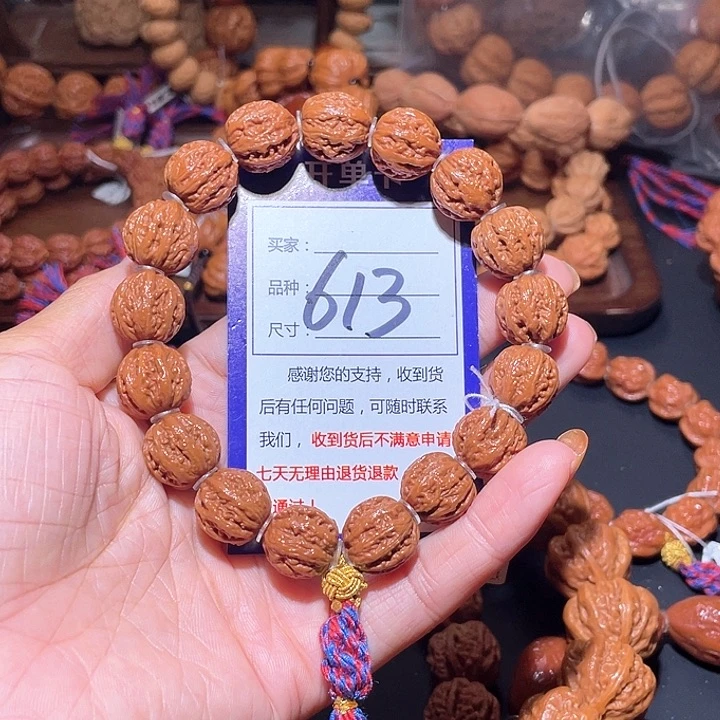 买家：
品种：
613
尺寸：
感谢您的支持，收到货
后有任何问题，可随时联系
我们，收到货后不满意申请
七天无理由退货退款
通过！